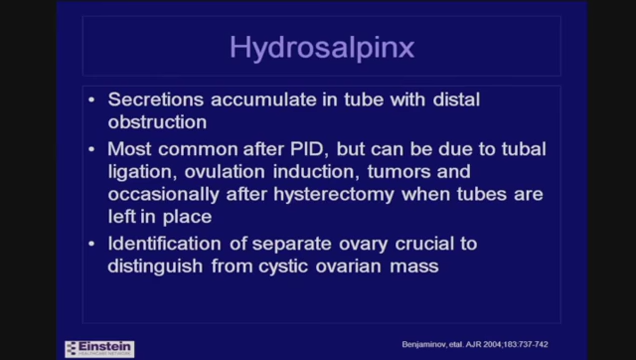 Hydrosalpinx
• Secretions accumulate in tube with distal
obstruction
• Most common after PID, but can be due to tubal
ligation, ovulation induction, tumors and
occasionally after hysterectomy when tubes are
left in place
• Identification of separate ovary crucial to
distinguish from cystic ovarian mass
Einstein
HEALTHCARE NETWORK
Benjaminov, etal. AJR 2004;183:737-742